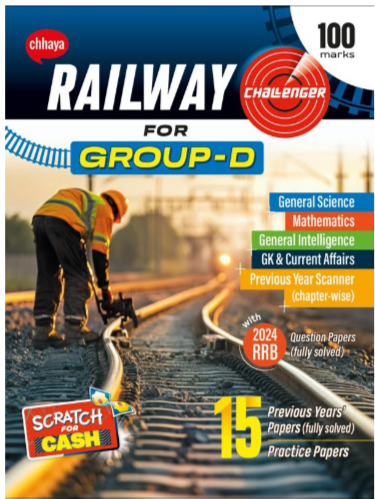 chhaya
100
marks
RAILWAY
CHALLENGER
FOR
GROUP-D
General Science
Mathematics
General Intelligence
GK & Current Affairs
Previous Year Scanner
(chapter-wise)
with
2024
RRB
Question Papers
(fully solved)
SCRATCH
FOR
CASH
15
Previous Years'
Papers (fully solved)
Practice Papers